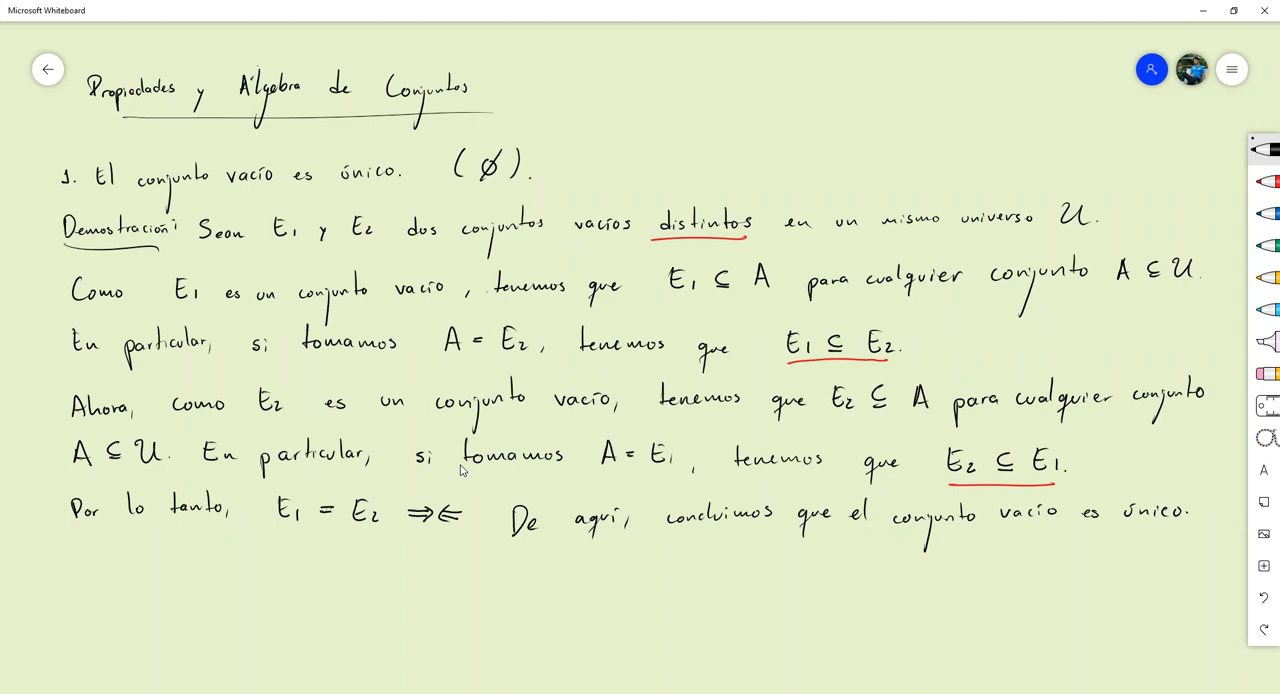 Microsoft Whiteboard
Propiedades y Álgebra de Conjuntos
1. El conjunto vacío es único. (∅).
Demostración: Sean E₁ y E₂ dos conjuntos vacíos distintos en un mismo universo U.
Como E₁ es un conjunto vacío, tenemos que E₁ ⊆ A para cualquier conjunto A ⊆ U.
En particular, si tomamos A = E₂, tenemos que E₁ ⊆ E₂.
Ahora, como E₂ es un conjunto vacío, tenemos que E₂ ⊆ A para cualquier conjunto
A ⊆ U. En particular, si tomamos A = E₁, tenemos que E₂ ⊆ E₁.
Por lo tanto, E₁ = E₂ ⇒⇐ De aquí, concluimos que el conjunto vacío es único.